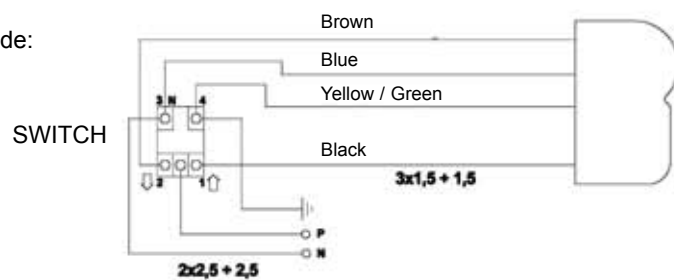 Brown
de:
Blue
Yellow / Green
3 N 4
SWITCH
Black
2 1
3x1,5 + 1,5
P
N
2x2,5 + 2,5